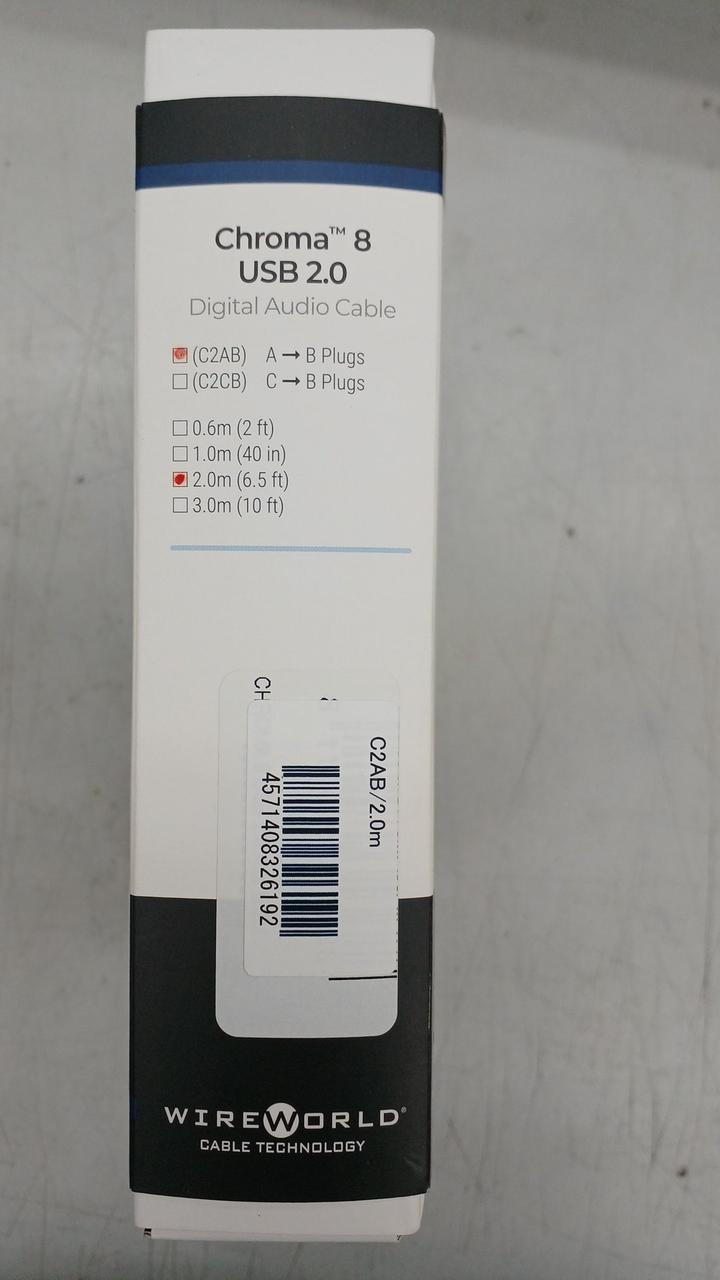 Chroma™ 8
USB 2.0
Digital Audio Cable
(C2AB) A → B Plugs
(C2CB) C → B Plugs
0.6m (2 ft)
1.0m (40 in)
2.0m (6.5 ft)
3.0m (10 ft)
C2AB/2.0m
4571408326192
WIREWORLD®
CABLE TECHNOLOGY